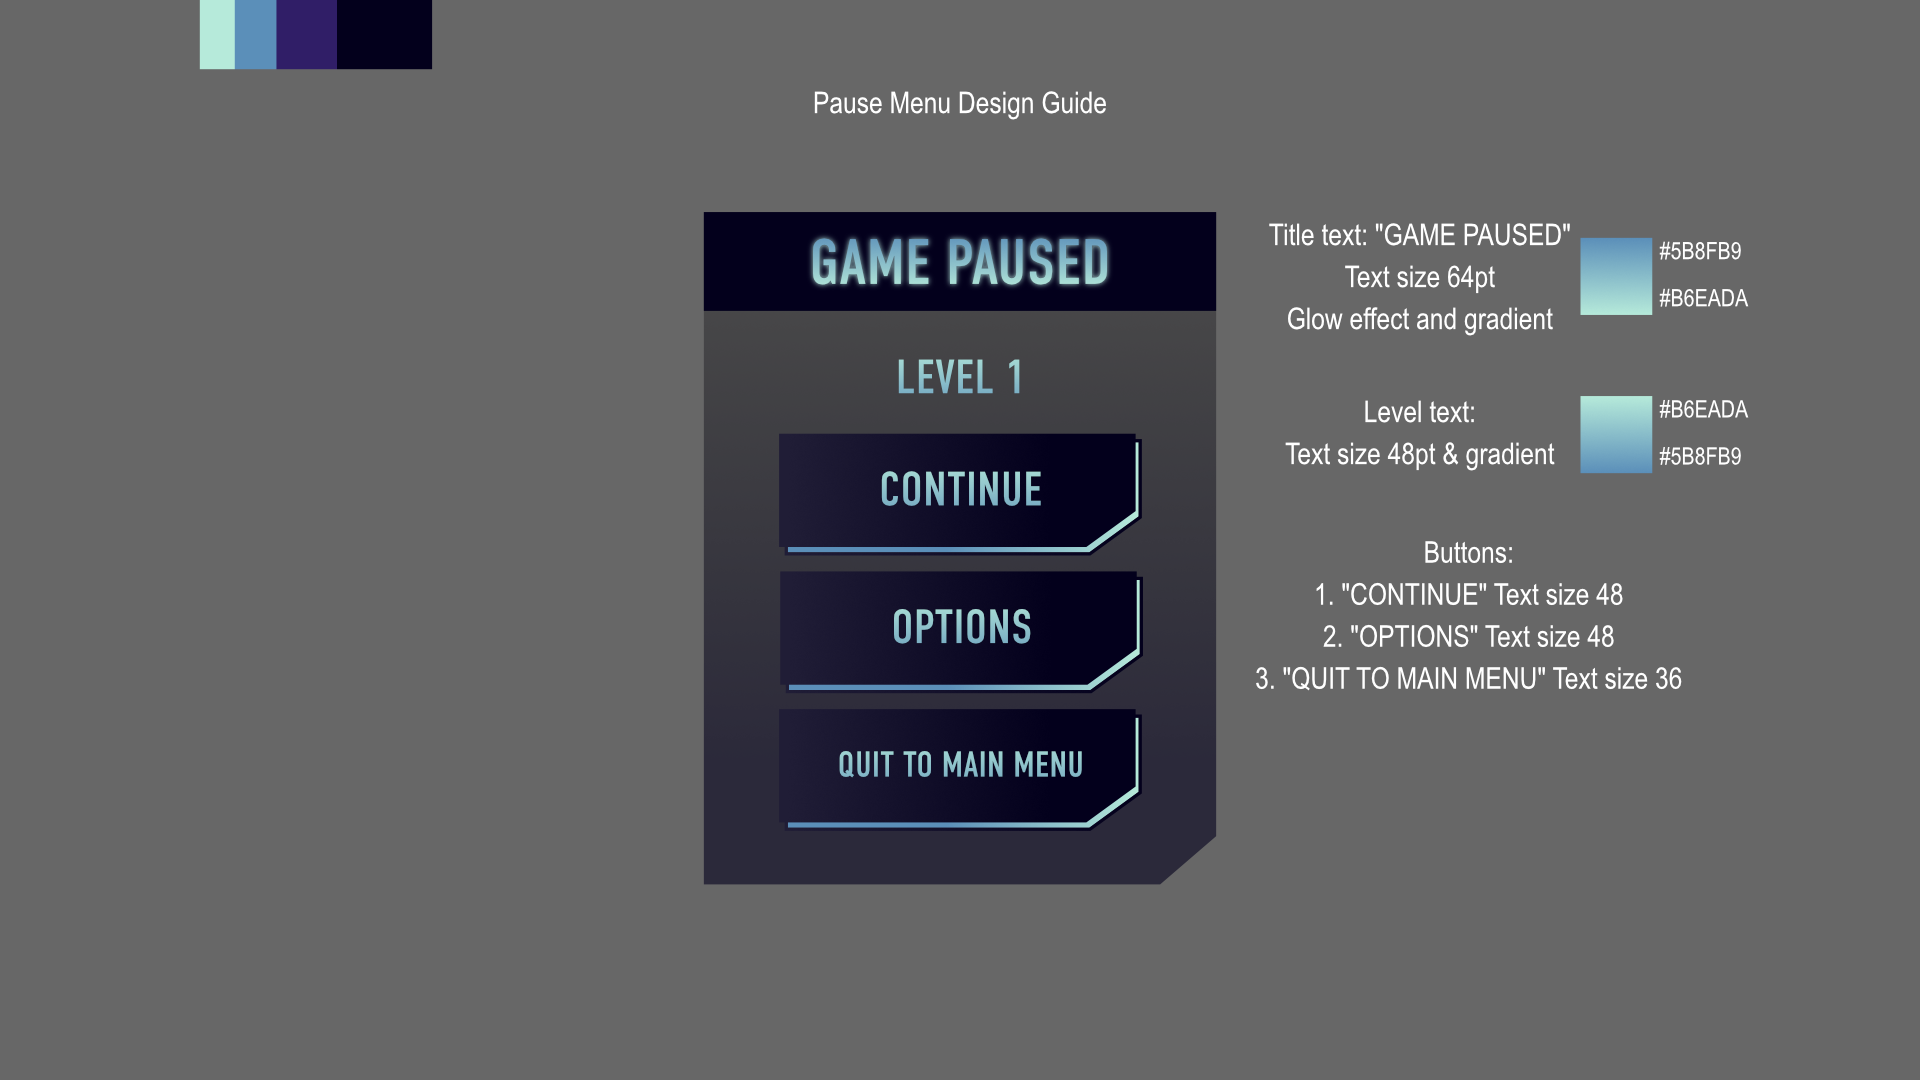 Pause Menu Design Guide
GAME PAUSED
LEVEL 1
CONTINUE
OPTIONS
QUIT TO MAIN MENU
Title text: "GAME PAUSED"
Text size 64pt
Glow effect and gradient
#5B8FB9
#B6EADA
Level text:
Text size 48pt & gradient
#B6EADA
#5B8FB9
Buttons:
1. "CONTINUE" Text size 48
2. "OPTIONS" Text size 48
3. "QUIT TO MAIN MENU" Text size 36